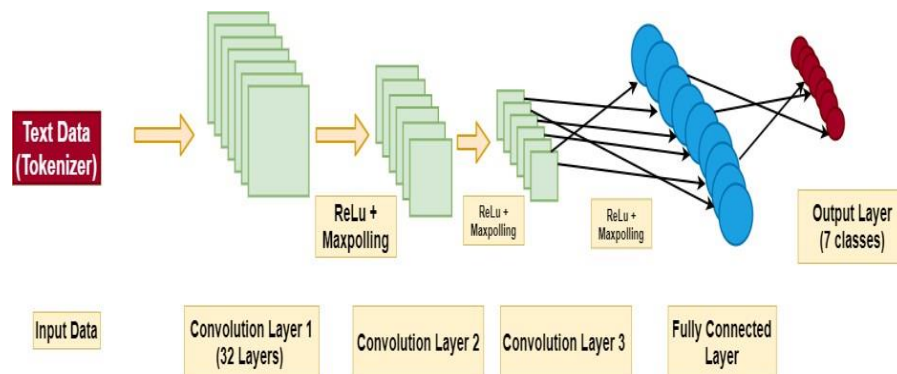 Text Data
(Tokenizer)
ReLu +
Maxpolling
ReLu +
Maxpolling
ReLu +
Maxpolling
Output Layer
(7 classes)
Input Data
Convolution Layer 1
(32 Layers)
Convolution Layer 2
Convolution Layer 3
Fully Connected
Layer